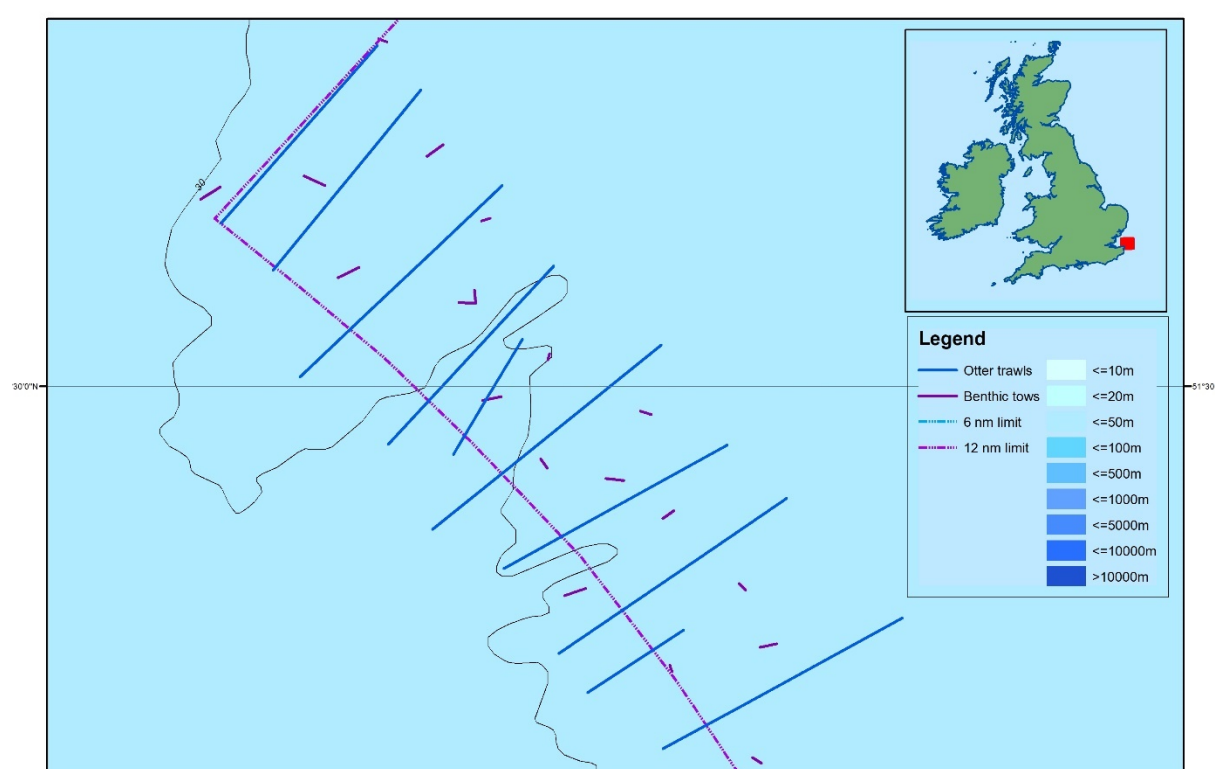 30
30'0"N
51°30
Legend
Otter trawls
Benthic tows
6 nm limit
12 nm limit
<=10m
<=20m
<=50m
<=100m
<=500m
<=1000m
<=5000m
<=10000m
>10000m